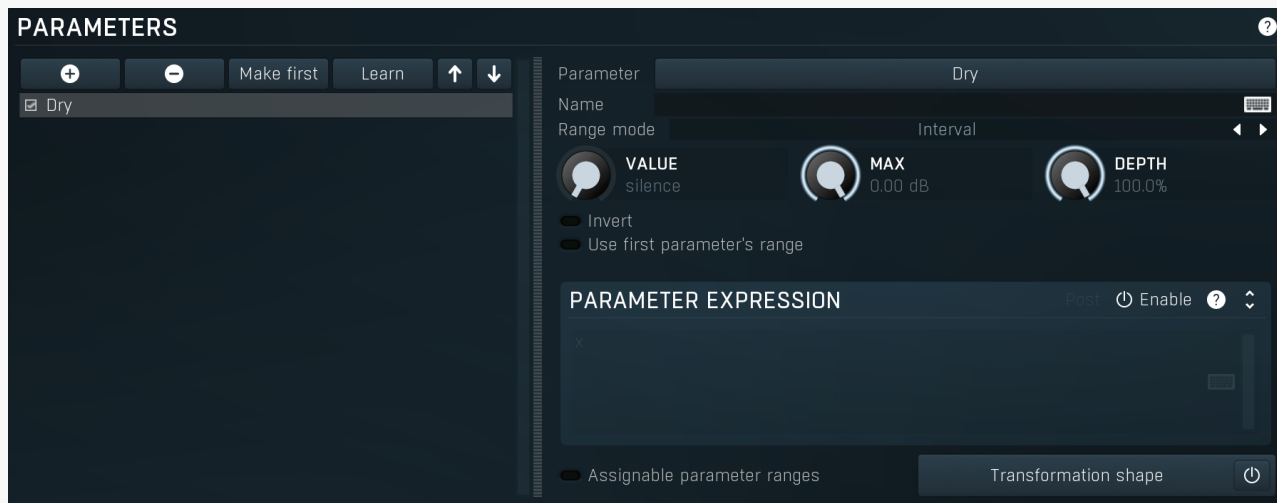 PARAMETERS
Make first Learn
Dry
Parameter Dry
Name
Range mode Interval
VALUE MAX DEPTH
silence 0.00 dB 100.0%
Invert
Use first parameter's range
PARAMETER EXPRESSION Post Enable
x
Assignable parameter ranges Transformation shape